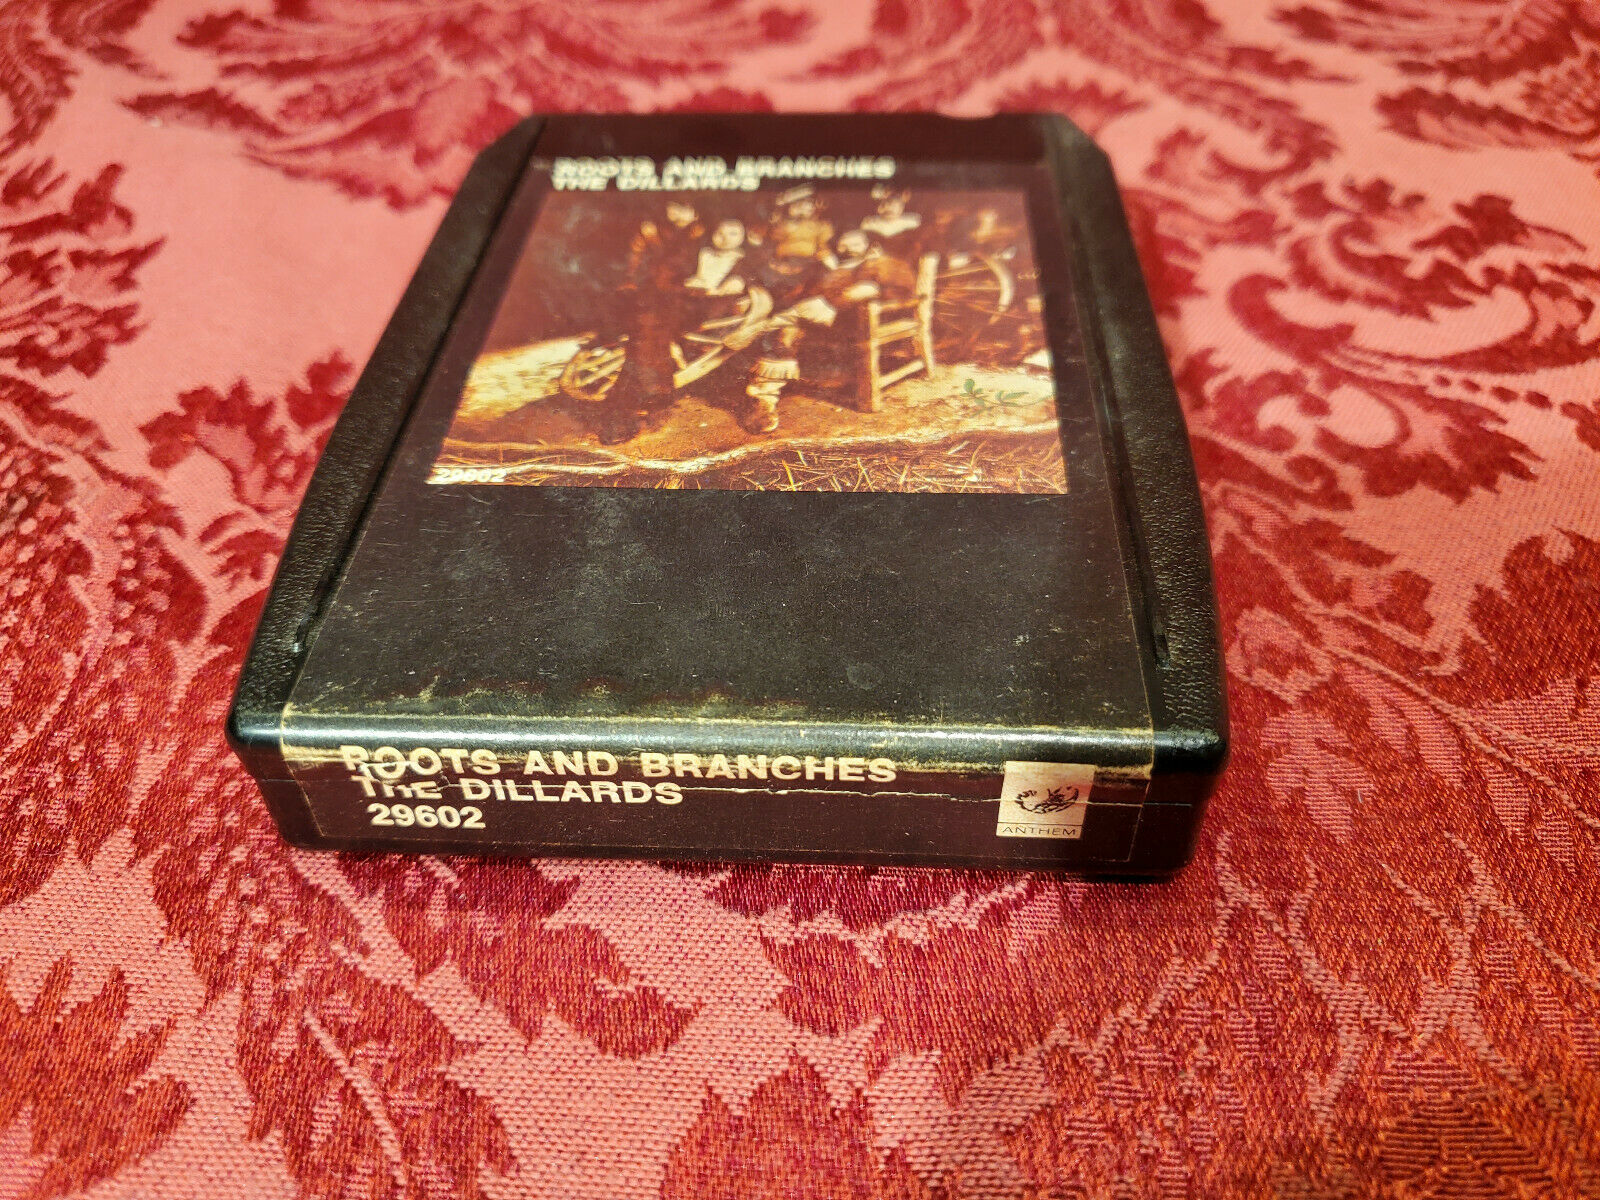 ROOTS AND BRANCHES
THE DILLARDS
29602
ROOTS AND BRANCHES
THE DILLARDS
29602
ANTHEM